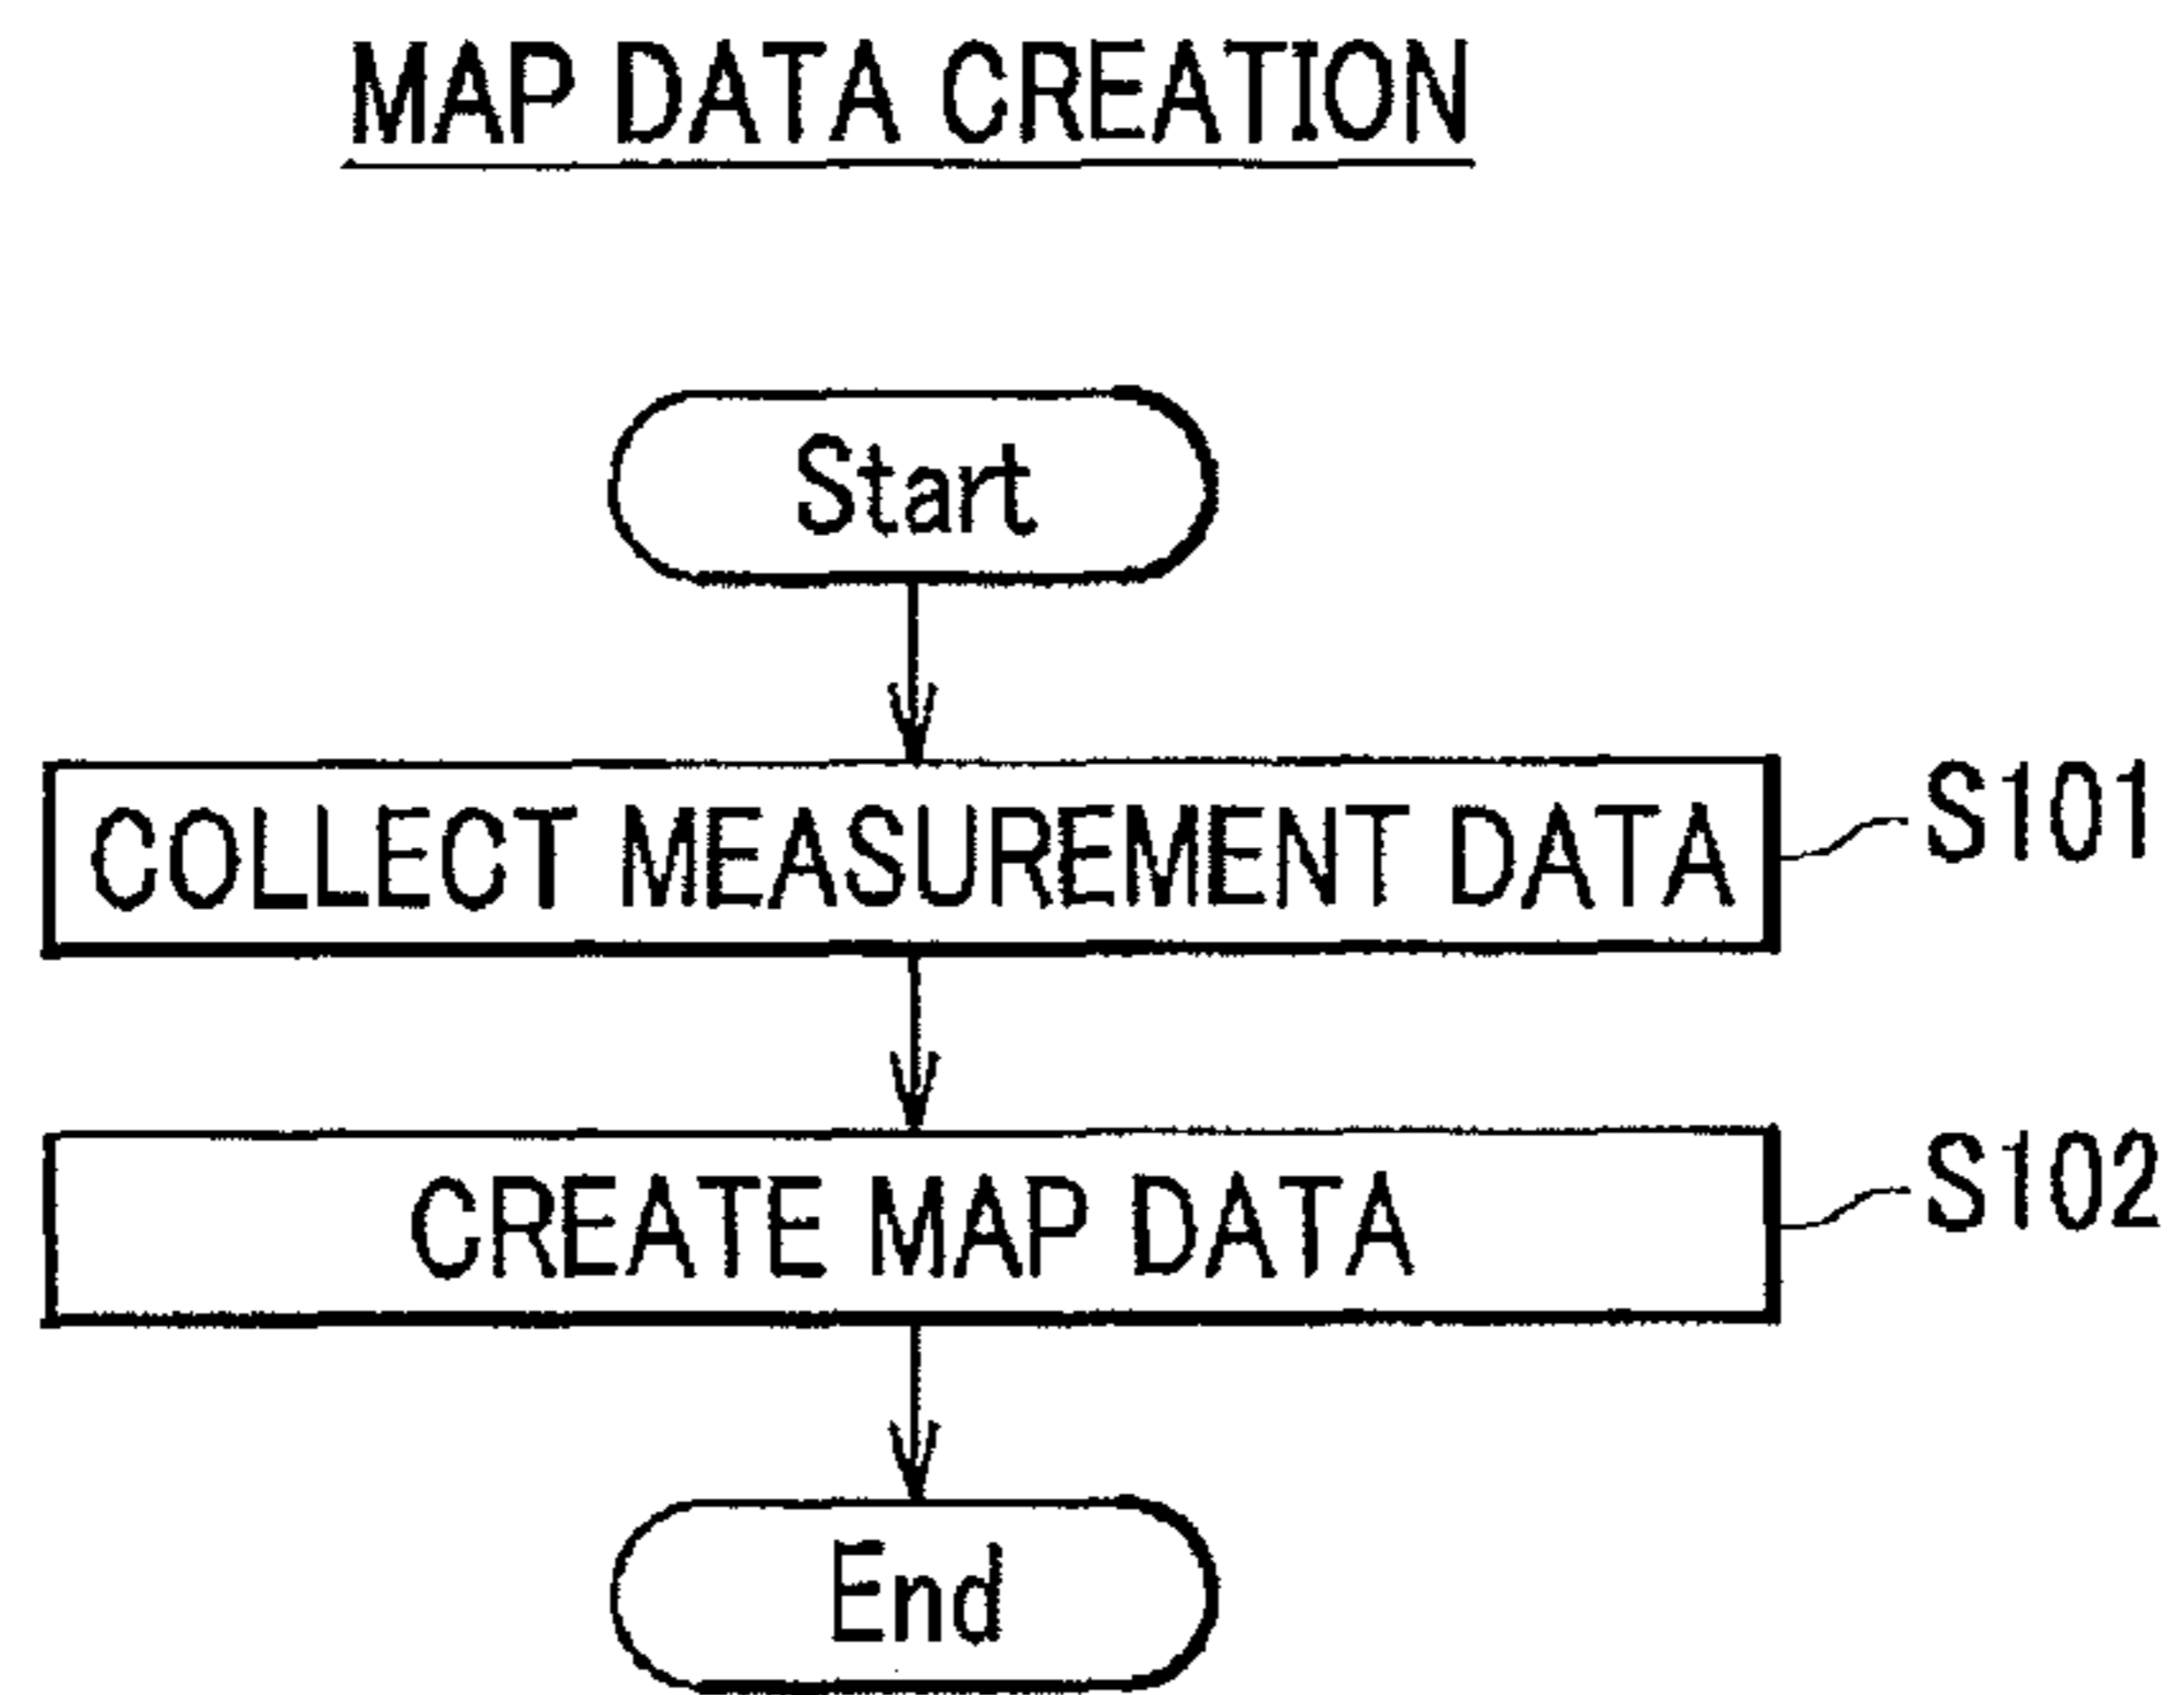 MAP DATA CREATION
Start
COLLECT MEASUREMENT DATA
S101
CREATE MAP DATA
S102
End